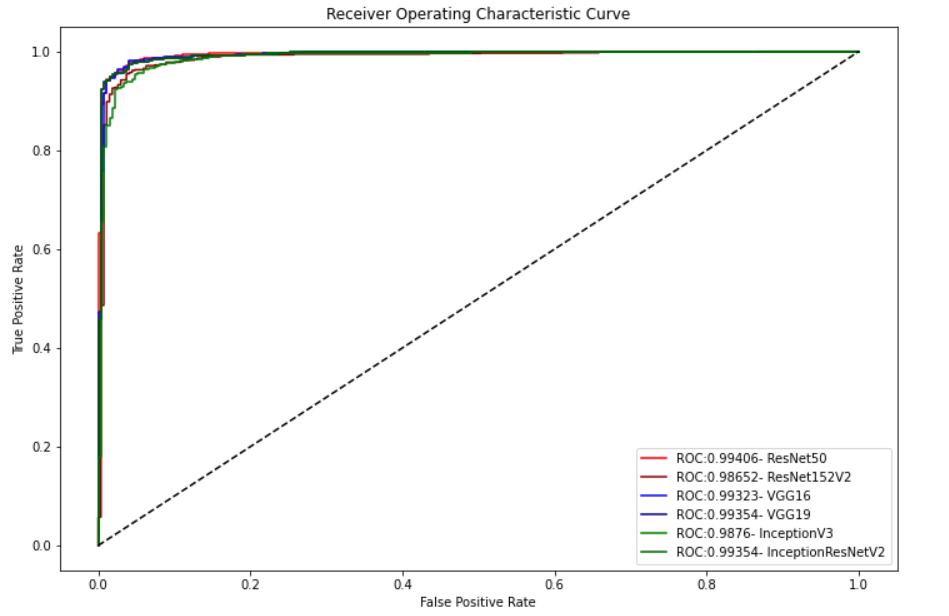 Receiver Operating Characteristic Curve
1.0
0.8
0.6
0.4
0.2
0.0
True Positive Rate
ROC:0.99406- ResNet50
ROC:0.98652- ResNet152V2
ROC:0.99323- VGG16
ROC:0.99354- VGG19
ROC:0.9876- InceptionV3
ROC:0.99354- InceptionResNetV2
0.0 0.2 0.4 0.6 0.8 1.0
False Positive Rate